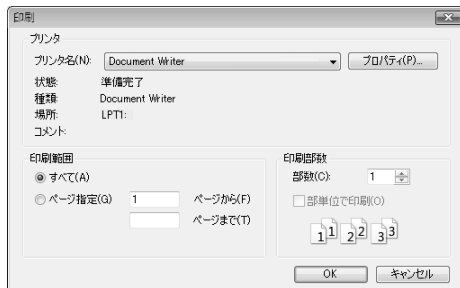 印刷
プリンタ
プリンタ名(N): Document Writer プロパティ(P)...
状態: 準備完了
種類: Document Writer
場所: LPT1:
コメント:
印刷範囲
すべて(A)
ページ指定(G) 1 ページから(F)
ページまで(T)
印刷部数
部数(C): 1
部単位で印刷(O)
1 1 2 2 3 3
OK キャンセル